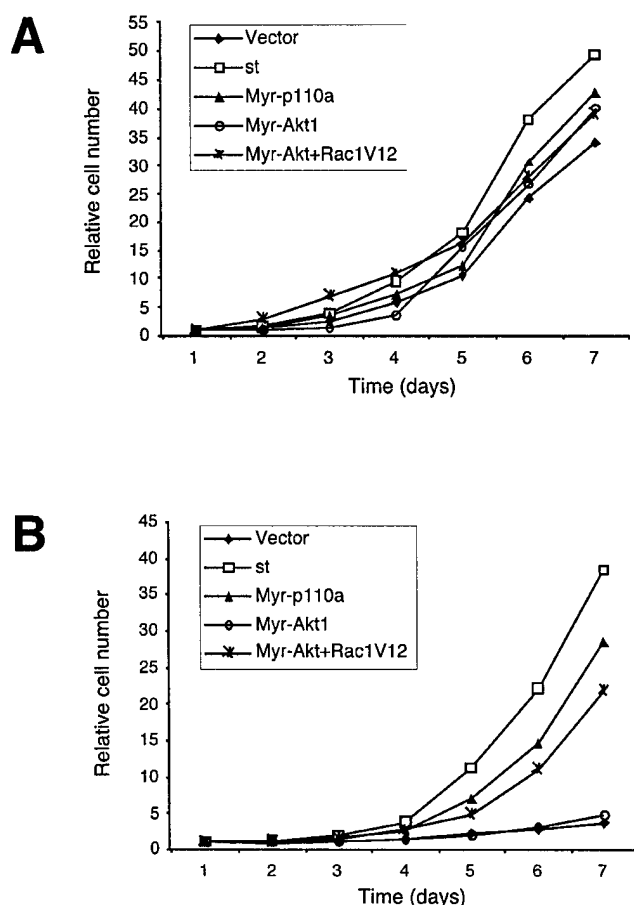 A
Relative cell number
55
50
45
40
35
30
25
20
15
10
5
0
Vector
st
Myr-p110a
Myr-Akt1
Myr-Akt+Rac1V12
1 2 3 4 5 6 7
Time (days)
B
Relative cell number
45
40
35
30
25
20
15
10
5
0
Vector
st
Myr-p110a
Myr-Akt1
Myr-Akt+Rac1V12
1 2 3 4 5 6 7
Time (days)